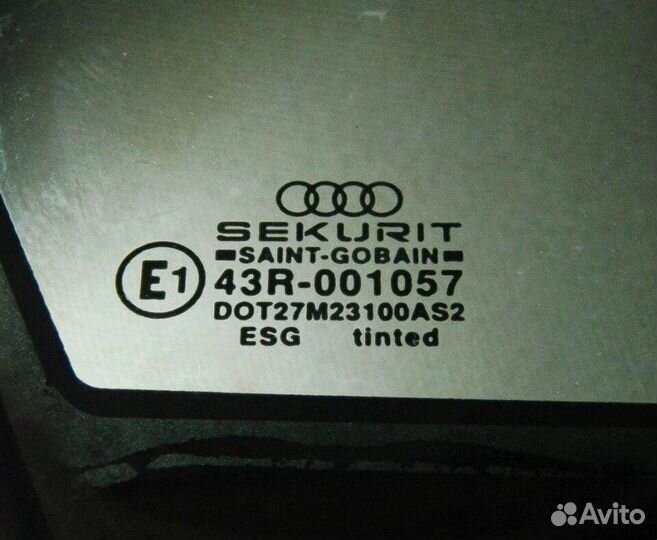 SEKURIT
SAINT-GOBAIN
E1 43R-001057
DOT27M23100AS2
ESG tinted
Avito